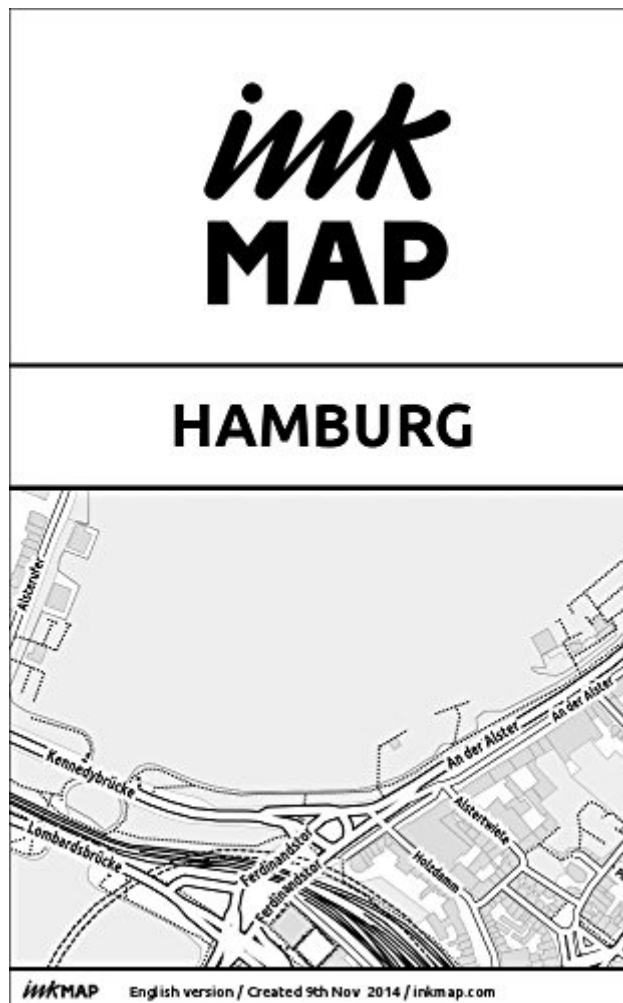 ink
MAP
HAMBURG
Alsterufer
An der Alster
An der Alster
Kennedybrücke
Alstertwiete
Lombardsbrücke
Ferdinandstor
Ferdinandstor
Holzdamm
inkMAP English version / Created 9th Nov 2014 / inkmap.com